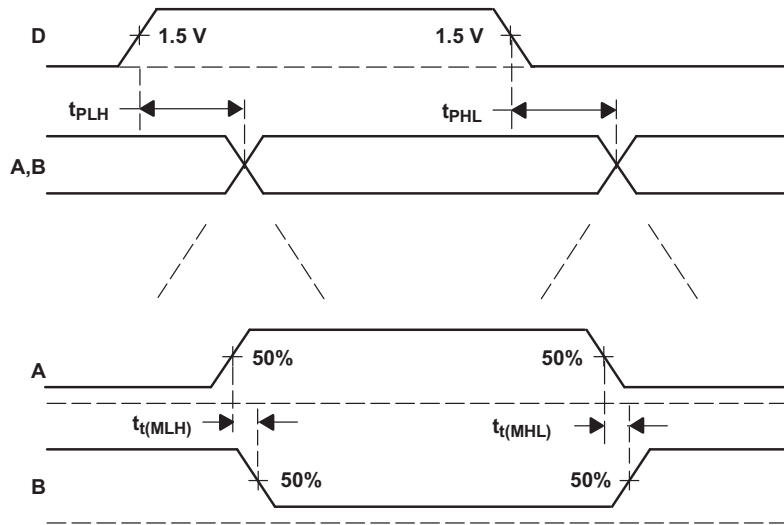 D
1.5 V
1.5 V
tPLH
tPHL
A,B
A
50%
50%
tt(MLH)
tt(MHL)
B
50%
50%